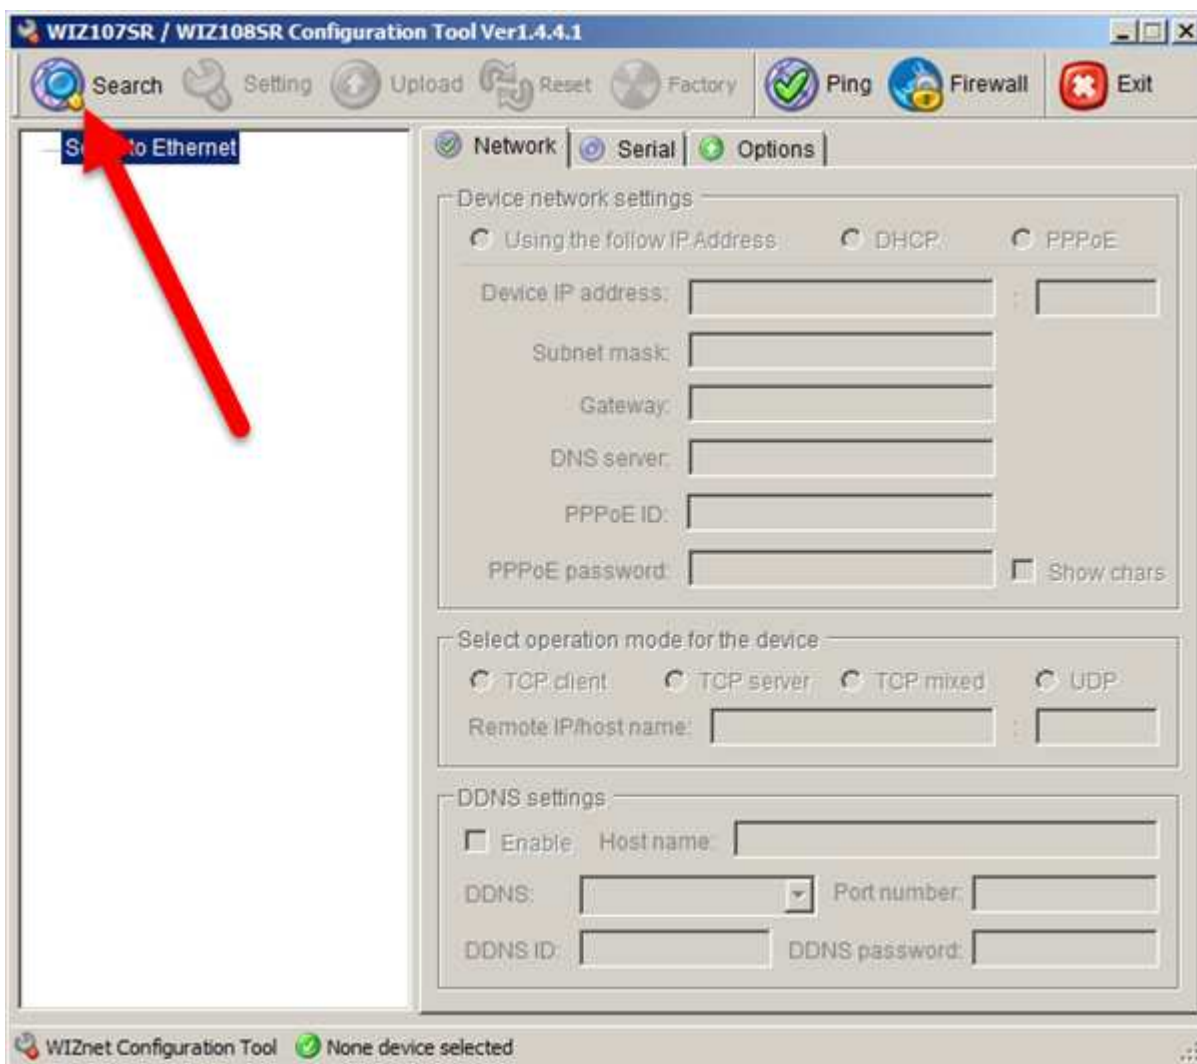 WIZ107SR / WIZ108SR Configuration Tool Ver1.4.4.1
Search Setting Upload Reset Factory Ping Firewall Exit
to Ethernet
Network Serial Options
Device network settings
Using the follow IP Address DHCP PPPoE
Device IP address: :
Subnet mask:
Gateway:
DNS server:
PPPoE ID:
PPPoE password: Show chars
Select operation mode for the device
TCP client TCP server TCP mixed UDP
Remote IP/host name: :
DDNS settings
Enable Host name:
DDNS: Port number:
DDNS ID: DDNS password:
WIZnet Configuration Tool None device selected